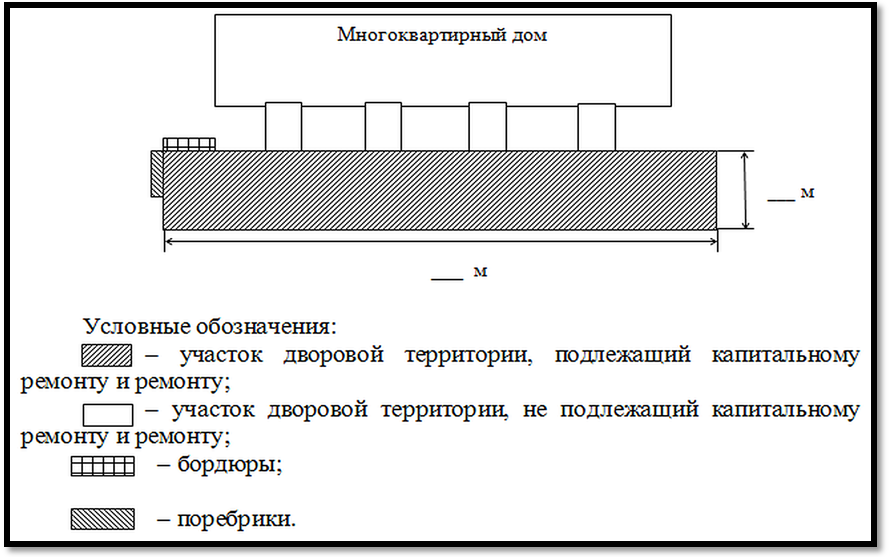 Многоквартирный дом
___ м
___ м
Условные обозначения:
– участок дворовой территории, подлежащий капитальному
ремонту и ремонту;
– участок дворовой территории, не подлежащий капитальному
ремонту и ремонту;
– бордюры;
– поребрики.